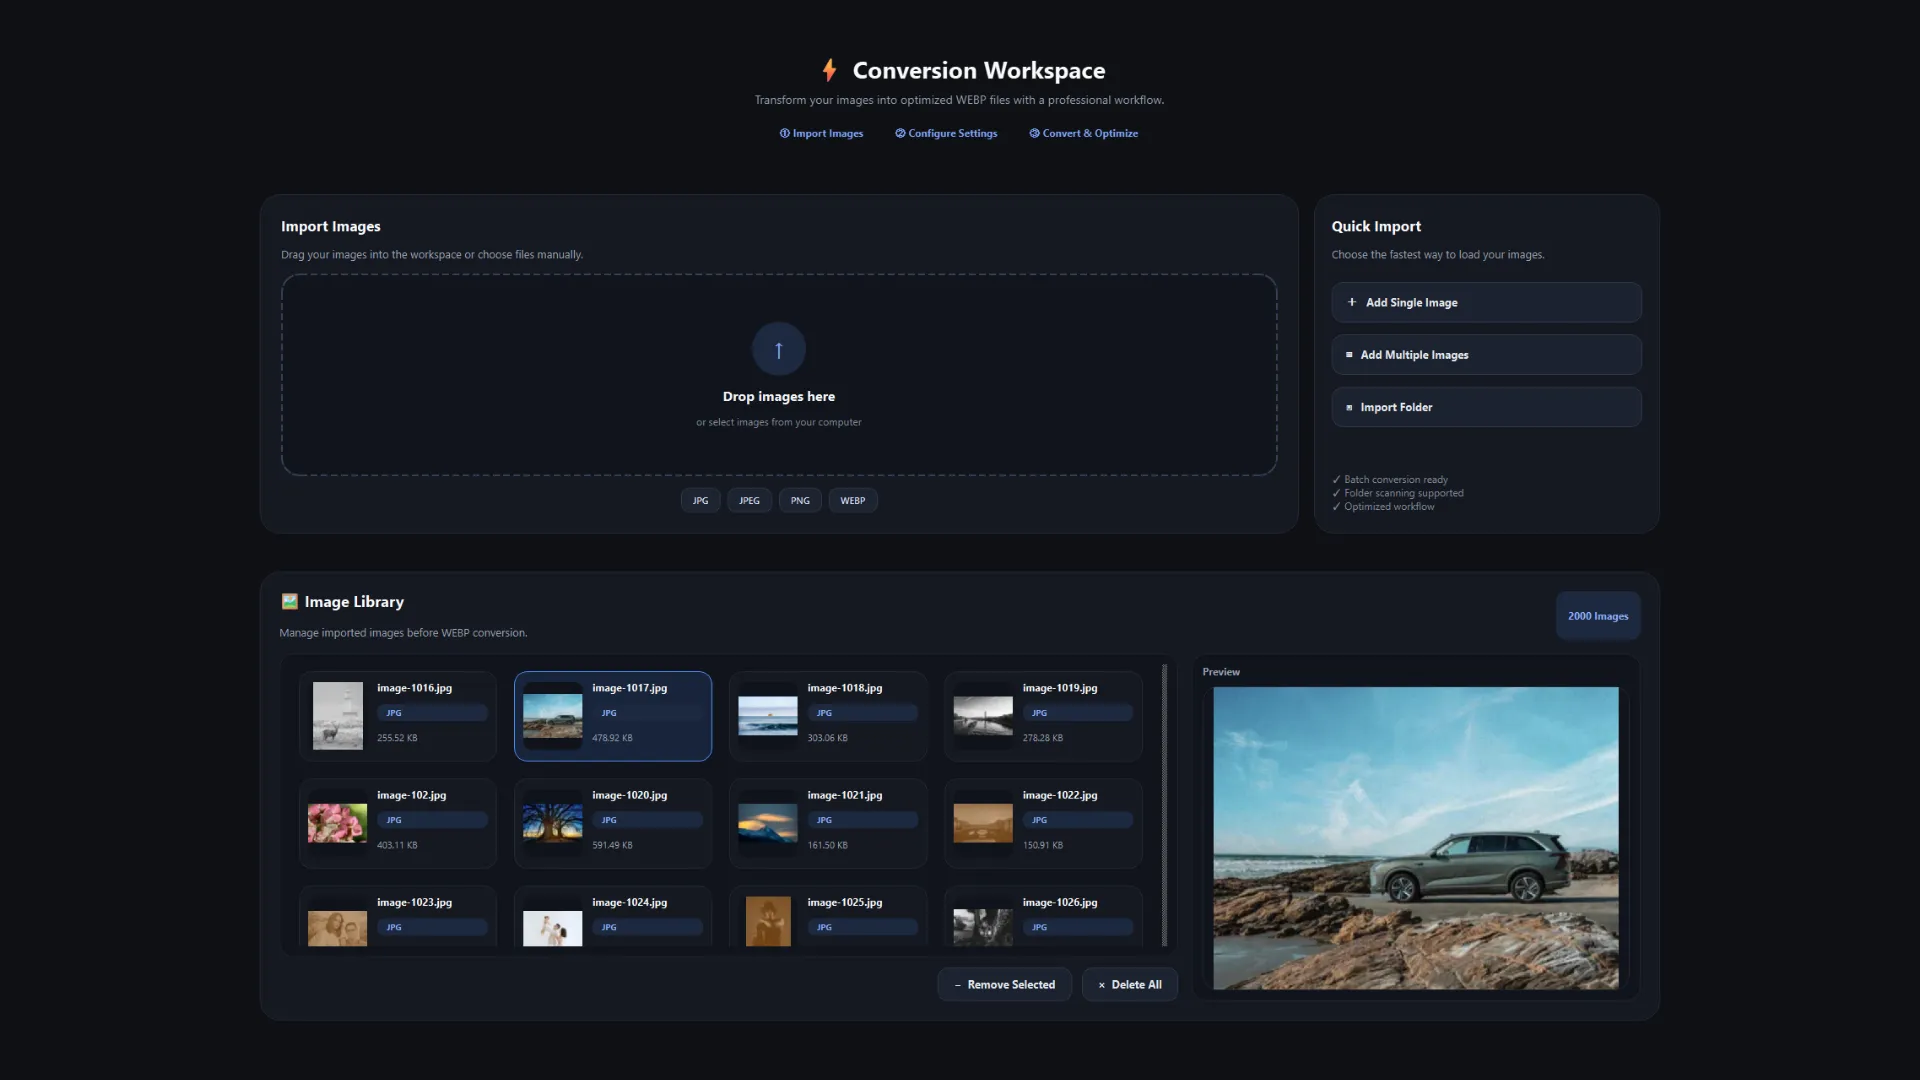 ⚡ Conversion Workspace
Transform your images into optimized WEBP files with a professional workflow.
① Import Images ② Configure Settings ③ Convert & Optimize
Import Images
Drag your images into the workspace or choose files manually.
↑
Drop images here
or select images from your computer
JPG JPEG PNG WEBP
Quick Import
Choose the fastest way to load your images.
+ Add Single Image
≡ Add Multiple Images
Import Folder
✓ Batch conversion ready
✓ Folder scanning supported
✓ Optimized workflow
🖼️ Image Library
Manage imported images before WEBP conversion.
2000 Images
image-1016.jpg
JPG
255.52 KB
image-1017.jpg
JPG
478.92 KB
image-1018.jpg
JPG
303.06 KB
image-1019.jpg
JPG
278.28 KB
image-102.jpg
JPG
403.11 KB
image-1020.jpg
JPG
591.49 KB
image-1021.jpg
JPG
161.50 KB
image-1022.jpg
JPG
150.91 KB
image-1023.jpg
JPG
image-1024.jpg
JPG
image-1025.jpg
JPG
image-1026.jpg
JPG
− Remove Selected
× Delete All
Preview